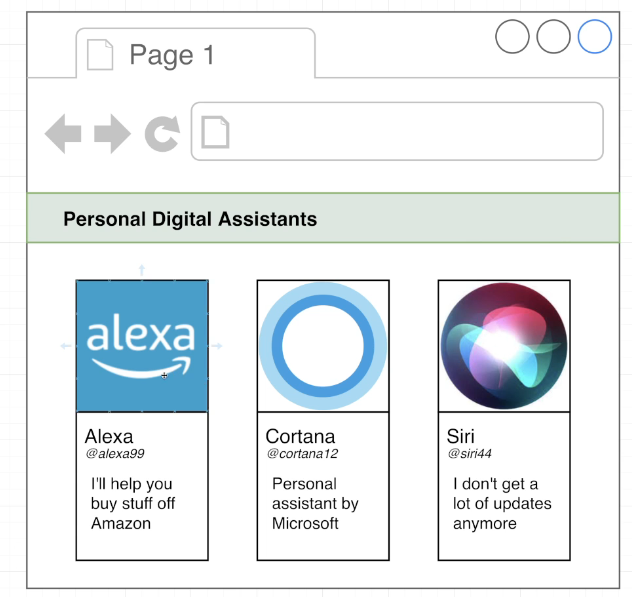 Page 1
Personal Digital Assistants
alexa
Alexa
@alexa99
I'll help you
buy stuff off
Amazon
Cortana
@cortana12
Personal
assistant by
Microsoft
Siri
@siri44
I don't get a
lot of updates
anymore